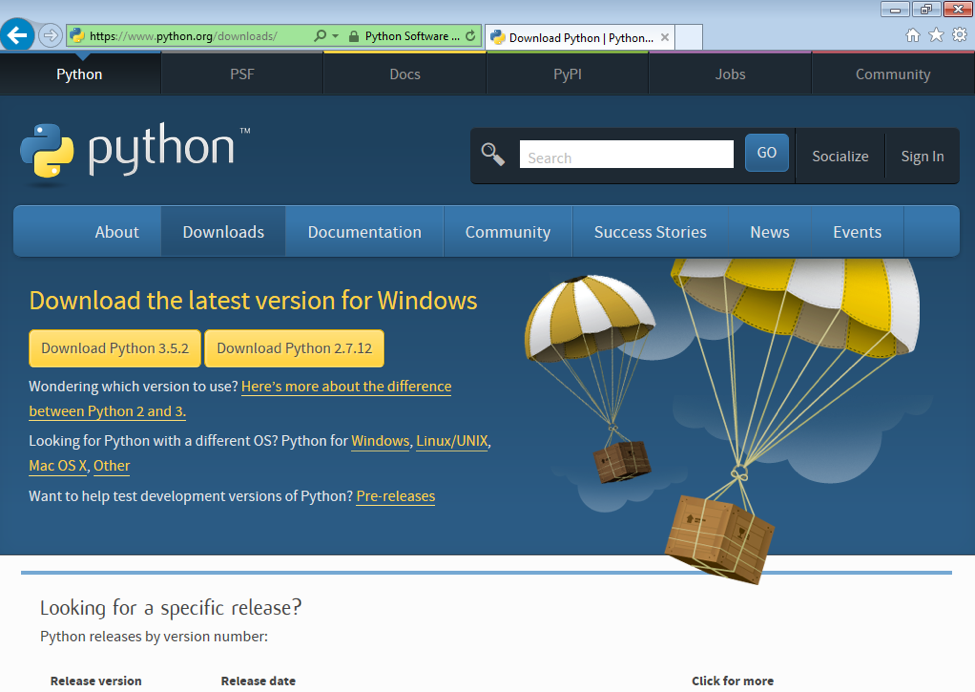 https://www.python.org/downloads/
Python Software ...
Download Python | Python...
Python
PSF
Docs
PyPI
Jobs
Community
python™
Search
GO
Socialize
Sign In
About
Downloads
Documentation
Community
Success Stories
News
Events
Download the latest version for Windows
Download Python 3.5.2
Download Python 2.7.12
Wondering which version to use? Here's more about the difference
between Python 2 and 3.
Looking for Python with a different OS? Python for Windows, Linux/UNIX,
Mac OS X, Other
Want to help test development versions of Python? Pre-releases
Looking for a specific release?
Python releases by version number:
Release version
Release date
Click for more